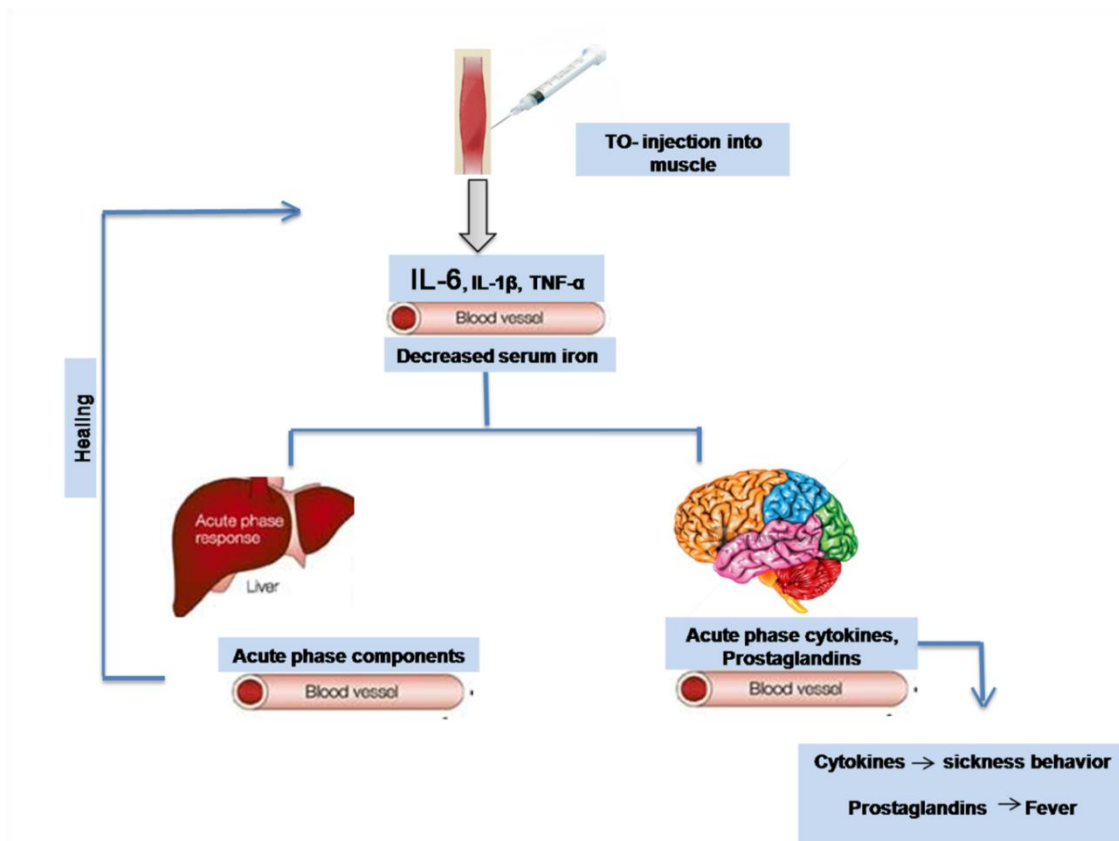 TO- injection into
muscle
IL-6, IL-1β, TNF-α
Blood vessel
Decreased serum iron
Healing
Acute phase
response
Liver
Acute phase components
Blood vessel
Acute phase cytokines,
Prostaglandins
Blood vessel
Cytokines → sickness behavior
Prostaglandins → Fever